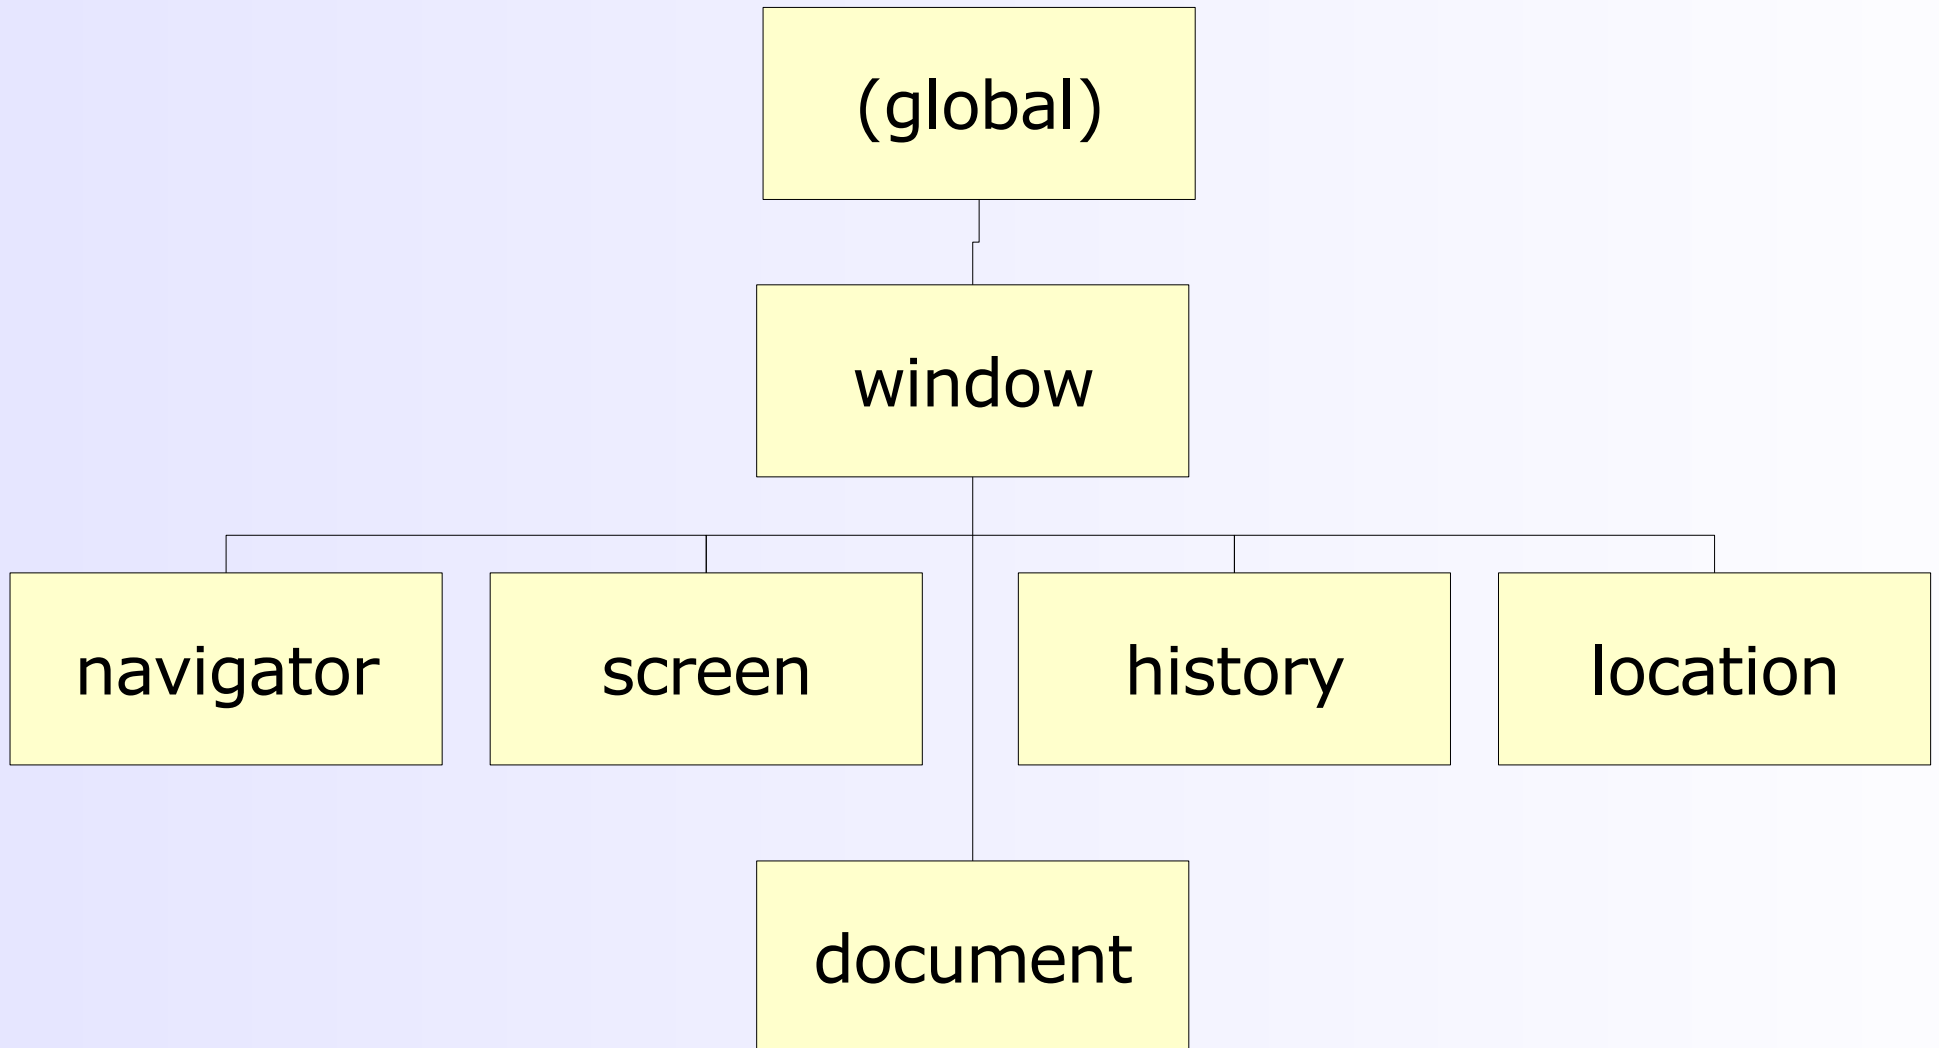 (global)
window
navigator
screen
history
location
document